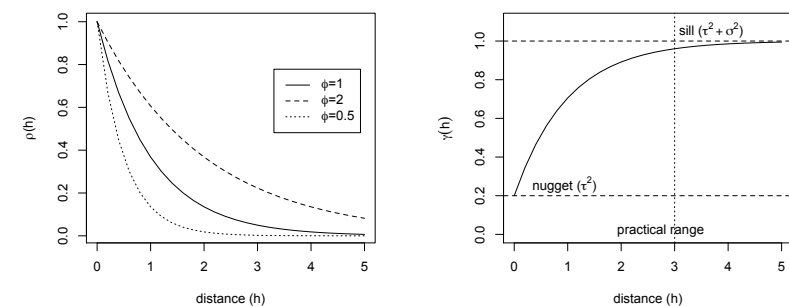 ρ(h)
1.0
0.8
0.6
0.4
0.2
0.0
ϕ=1
ϕ=2
ϕ=0.5
0 1 2 3 4 5
distance (h)
γ(h)
1.0
0.8
0.6
0.4
0.2
0.0
sill (τ² + σ²)
nugget (τ²)
practical range
0 1 2 3 4 5
distance (h)